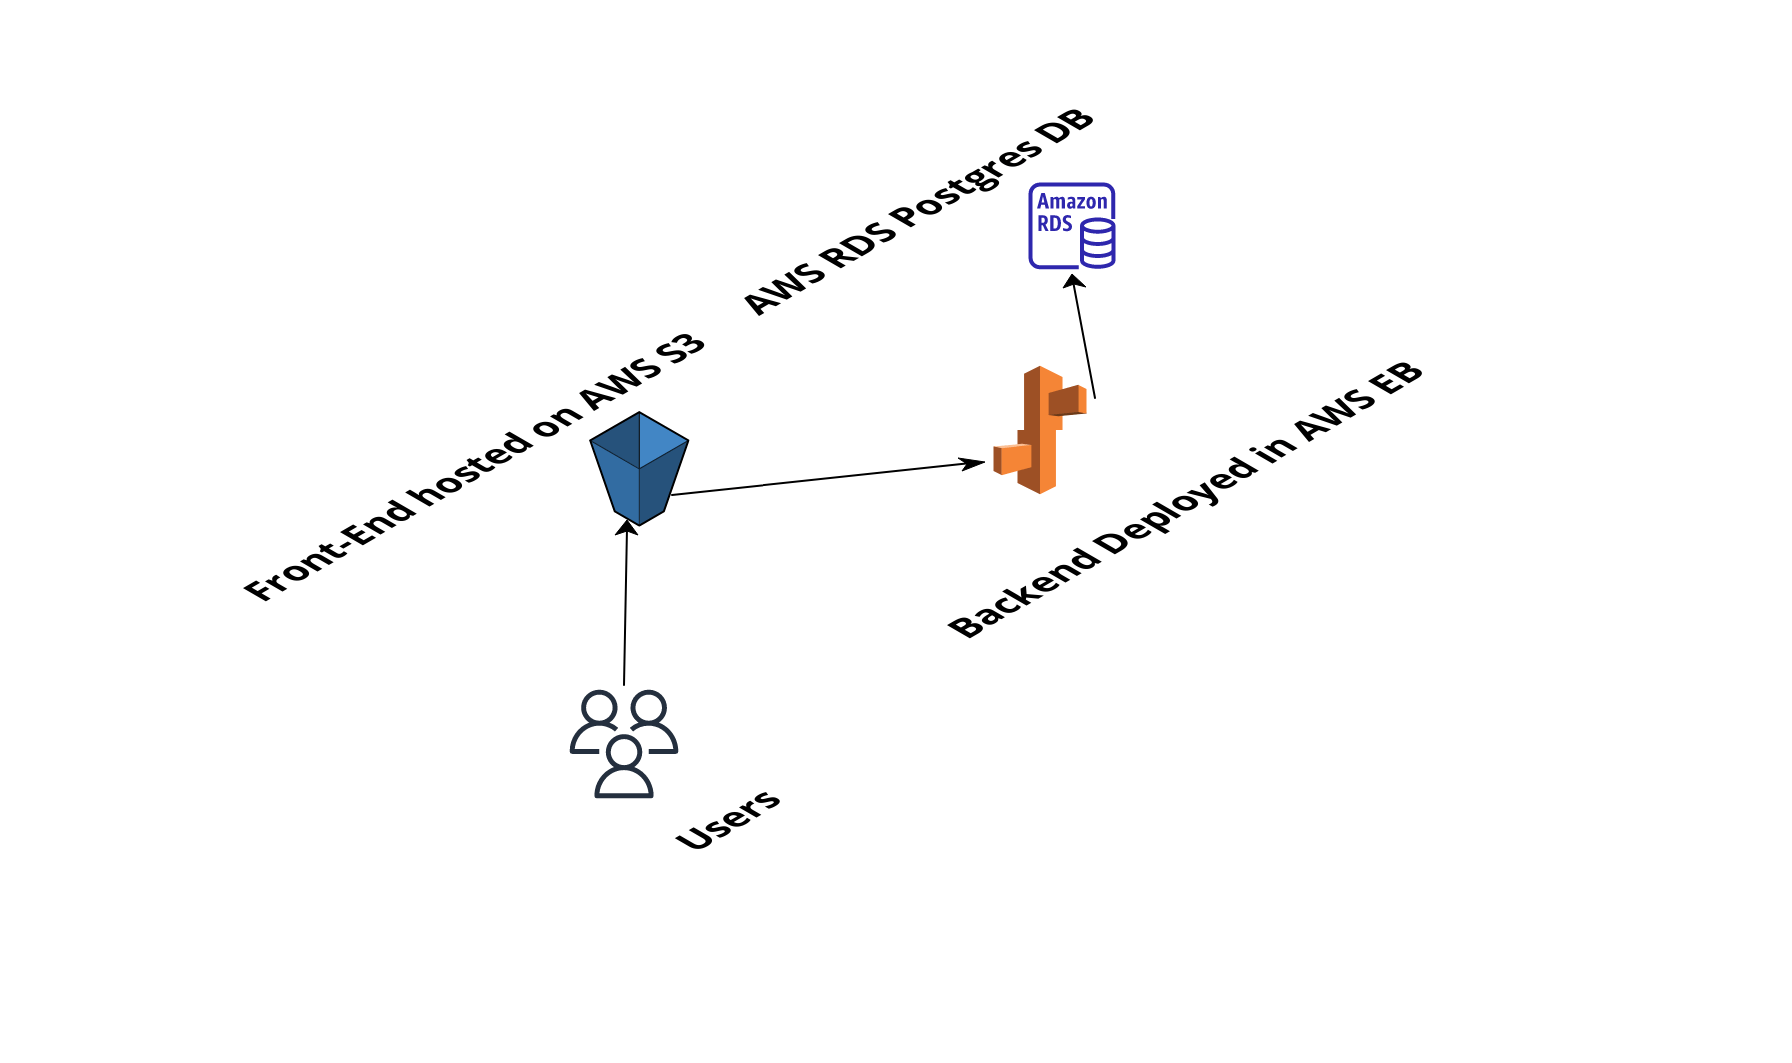 AWS RDS Postgres DB
Amazon
RDS
Front-End hosted on AWS S3
Backend Deployed in AWS EB
Users